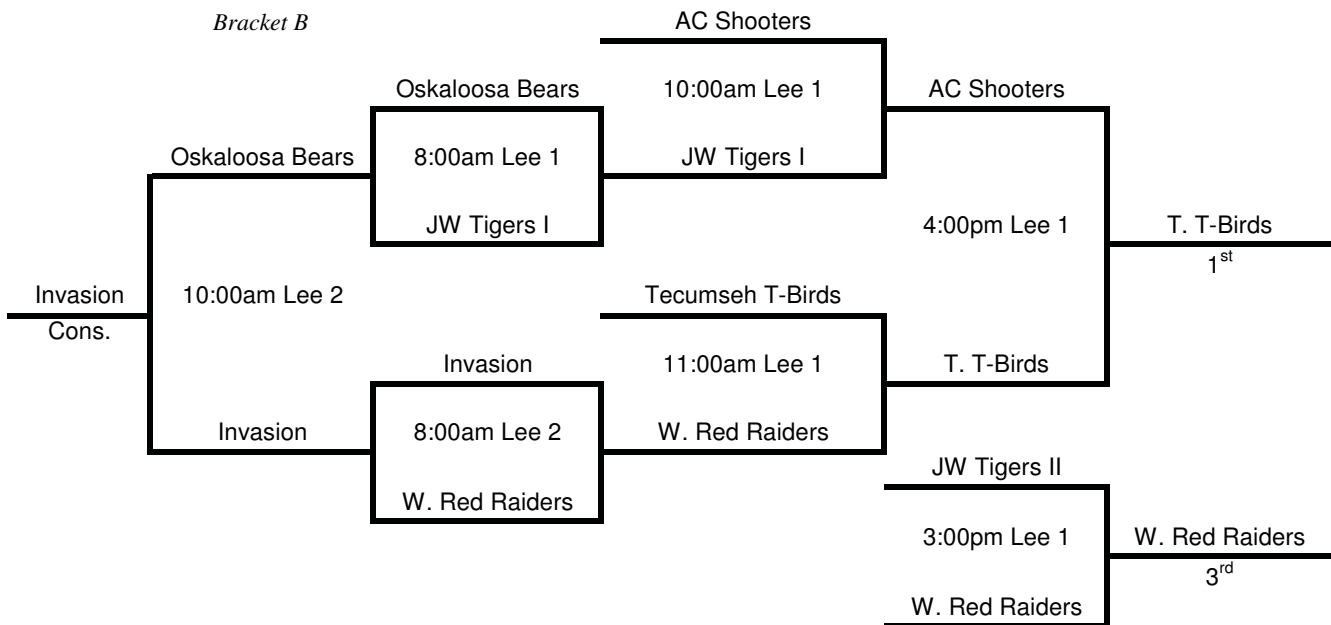 Bracket B
AC Shooters
Oskaloosa Bears
10:00am Lee 1
AC Shooters
Oskaloosa Bears
8:00am Lee 1
JW Tigers I
JW Tigers I
4:00pm Lee 1
T. T-Birds
1st
Invasion
10:00am Lee 2
Tecumseh T-Birds
Cons.
Invasion
11:00am Lee 1
T. T-Birds
Invasion
8:00am Lee 2
W. Red Raiders
JW Tigers II
W. Red Raiders
3:00pm Lee 1
W. Red Raiders
3rd
W. Red Raiders